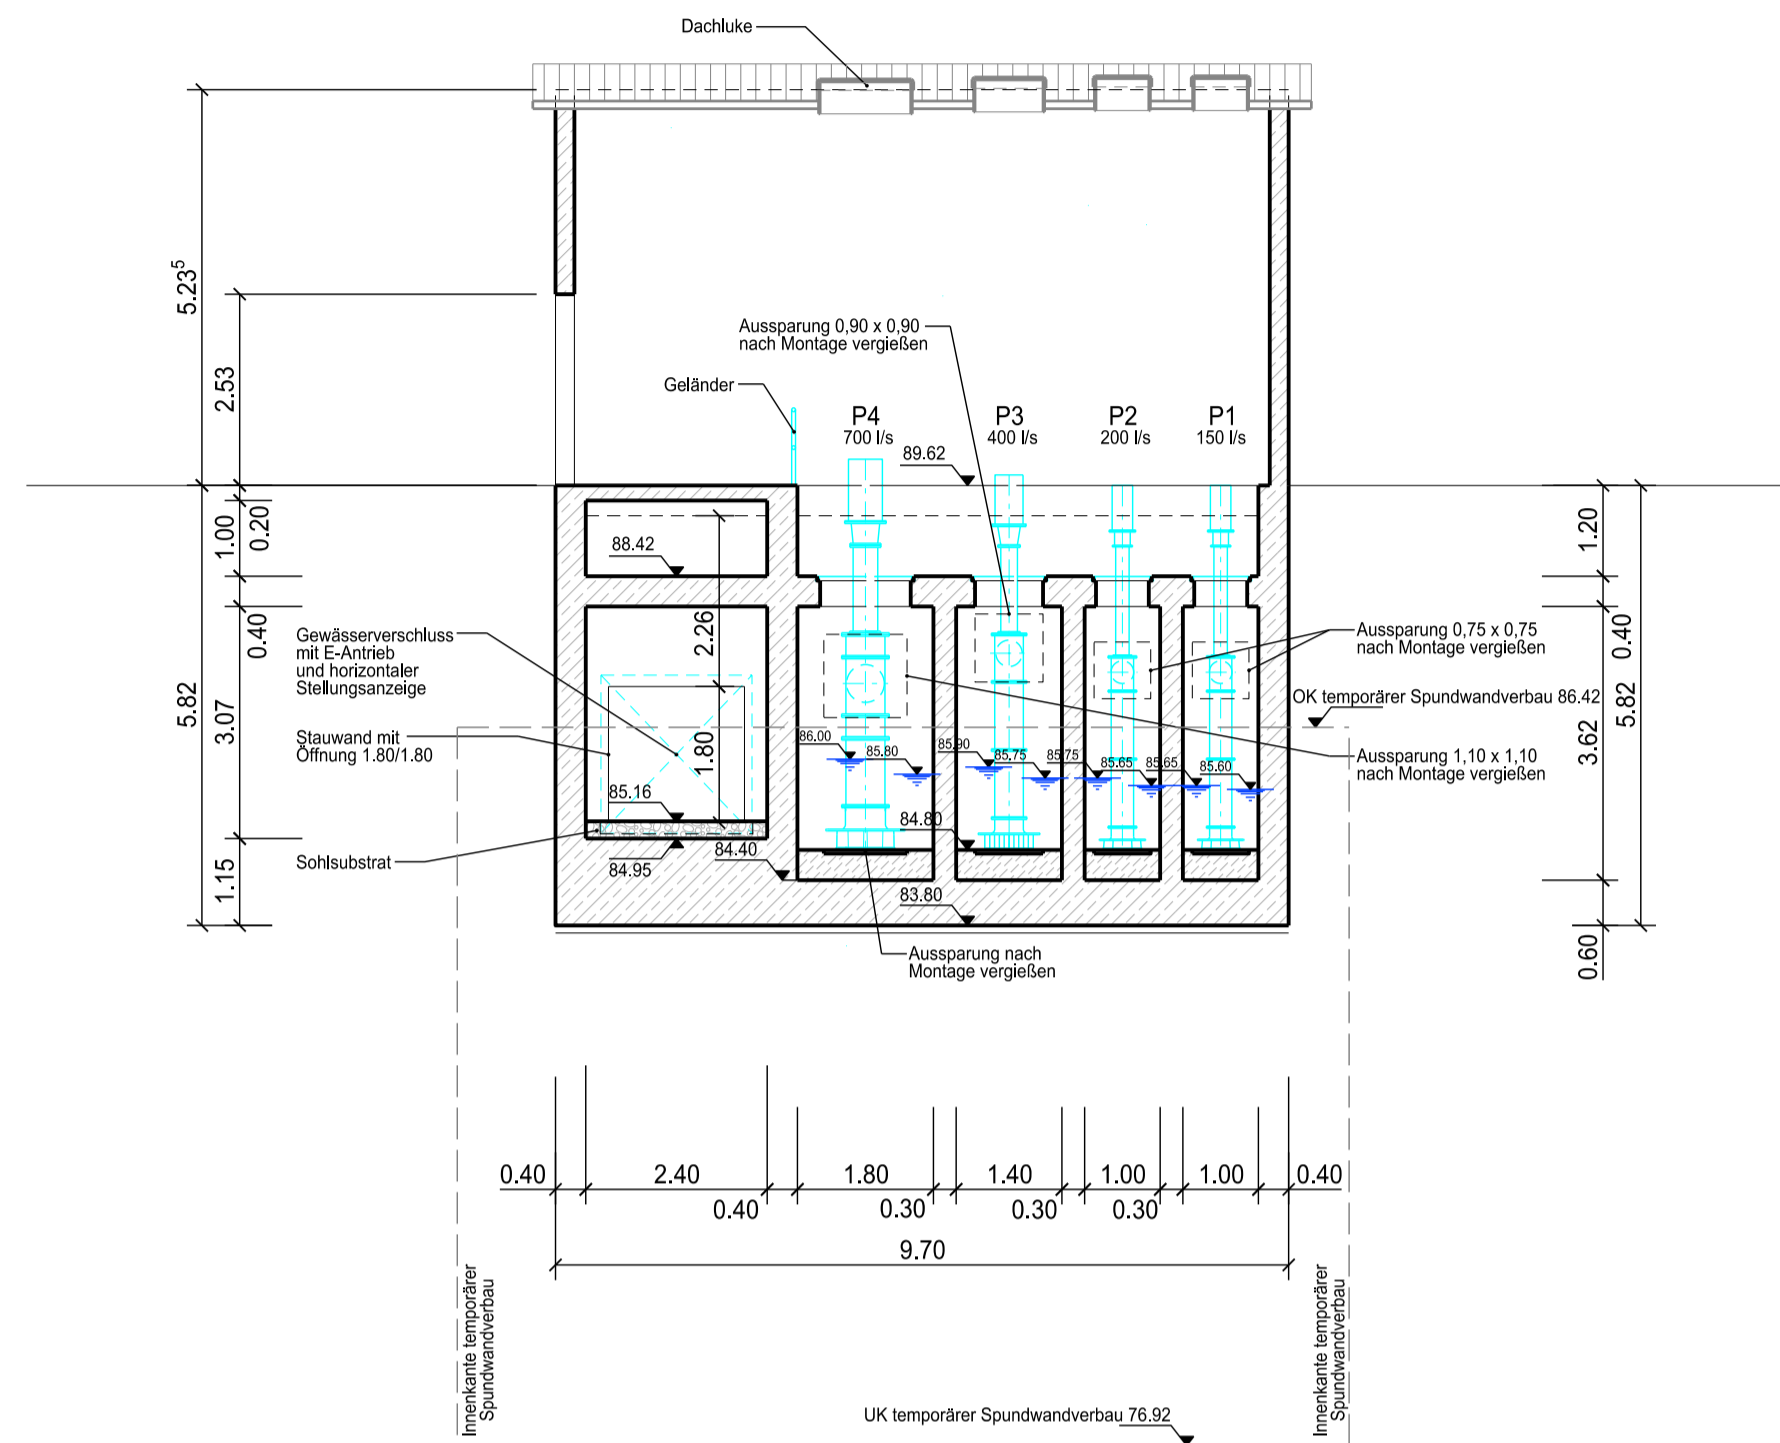 Dachluke
5.23⁵
2.53
Aussparung 0,90 x 0,90
nach Montage vergießen
Geländer
P4
700 l/s
P3
400 l/s
P2
200 l/s
P1
150 l/s
89.62
1.00
0.20
88.42
1.20
0.40
2.26
0.40
Gewässerverschluss
mit E-Antrieb
und horizontaler
Stellungsanzeige
Aussparung 0,75 x 0,75
nach Montage vergießen
5.82
3.07
OK temporärer Spundwandverbau 86.42
3.62
5.82
Stauwand mit
Öffnung 1.80/1.80
1.80
86.00
85.80
85.90
85.75
85.75
85.65
85.65
85.60
Aussparung 1,10 x 1,10
nach Montage vergießen
85.16
84.80
Sohlsubstrat
84.95
84.40
1.15
83.80
0.60
Aussparung nach
Montage vergießen
0.40
2.40
1.80
1.40
1.00
1.00
0.40
0.40
0.30
0.30
0.30
9.70
Innenkante temporärer
Spundwandverbau
Innenkante temporärer
Spundwandverbau
UK temporärer Spundwandverbau 76.92